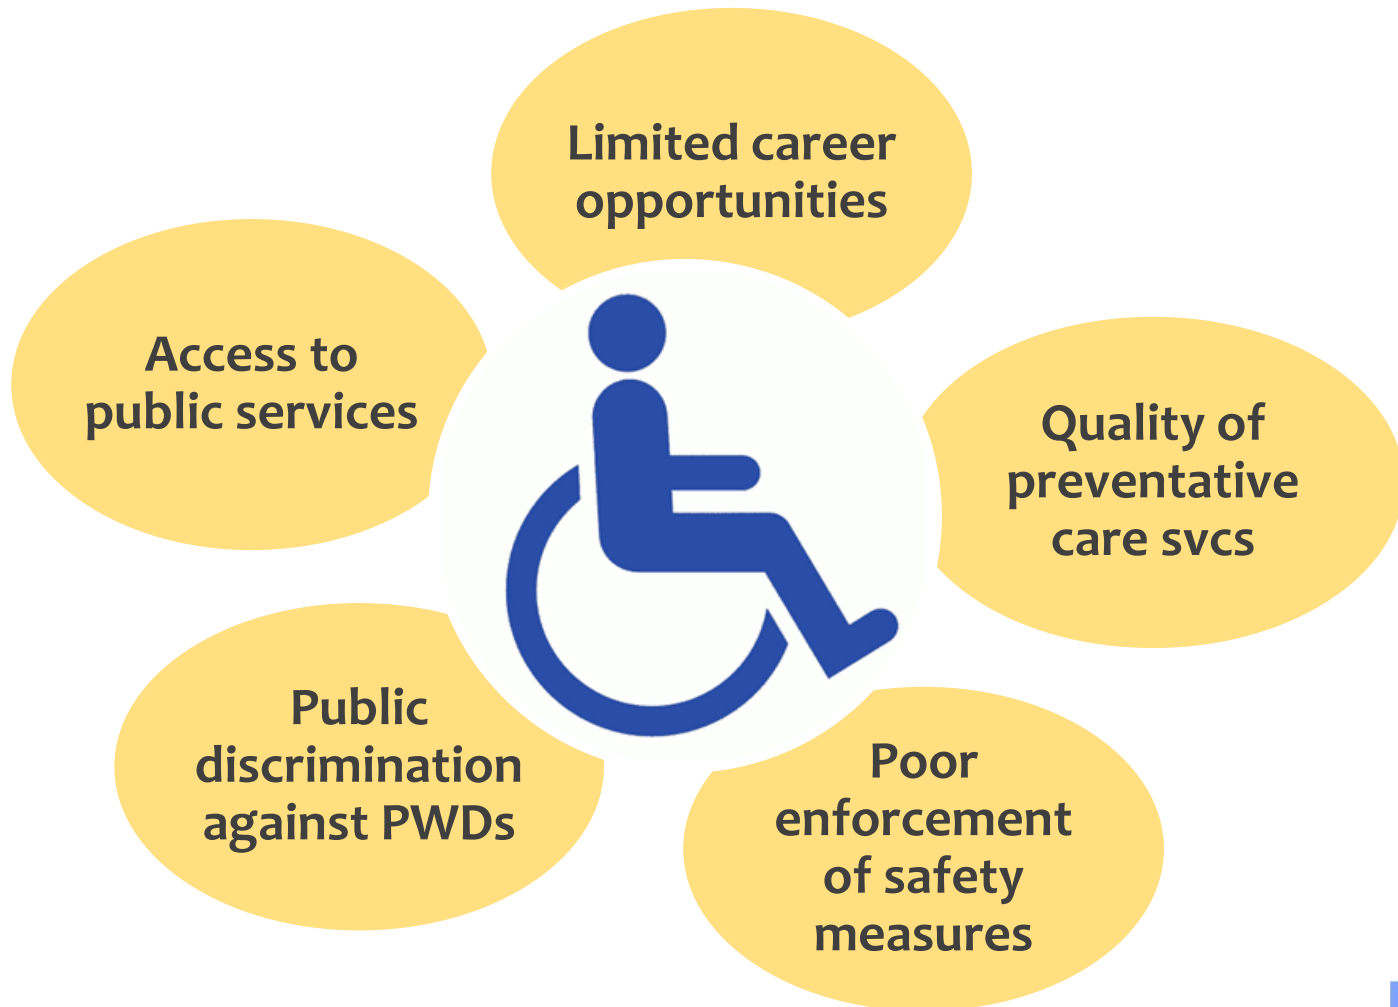 Limited career
opportunities
Access to
public services
Quality of
preventative
care svcs
Public
discrimination
against PWDs
Poor
enforcement
of safety
measures